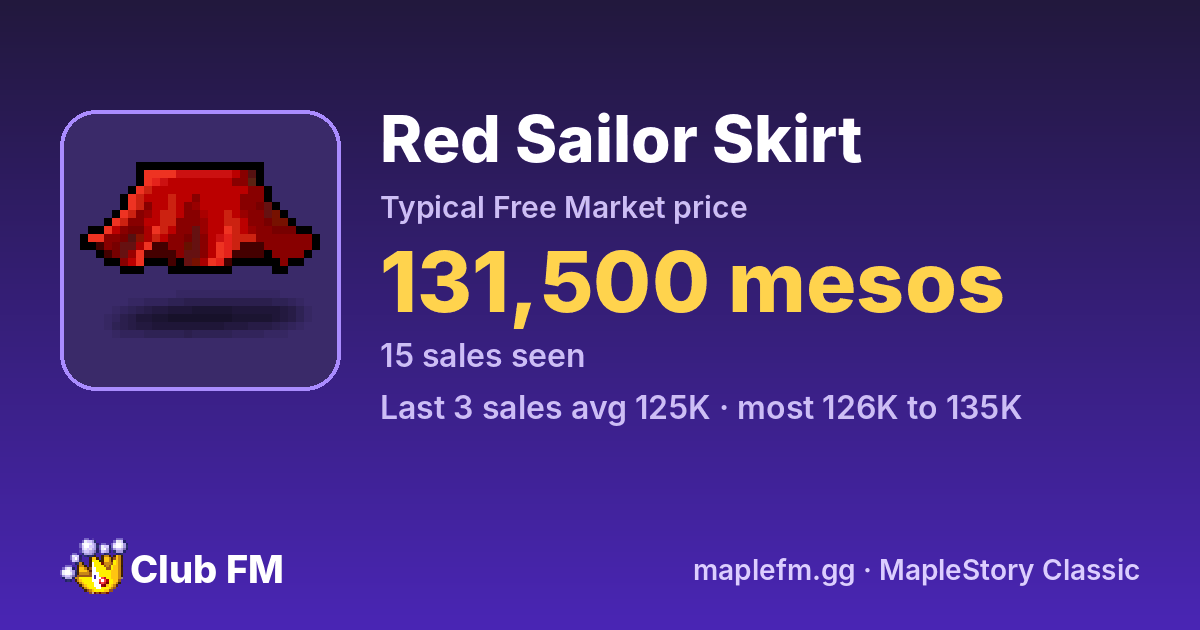 Red Sailor Skirt
Typical Free Market price
131,500 mesos
15 sales seen
Last 3 sales avg 125K · most 126K to 135K
Club FM
maplefm.gg · MapleStory Classic